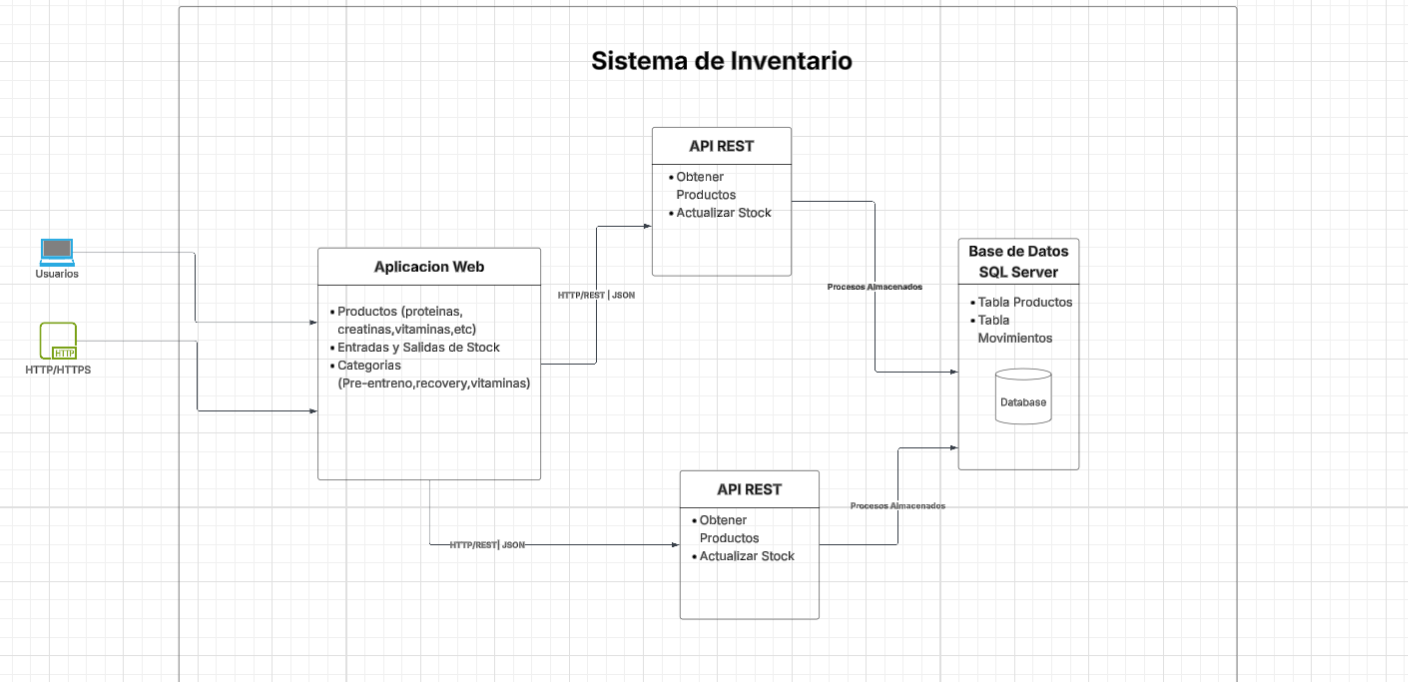 Sistema de Inventario
Usuarios
HTTP
HTTP/HTTPS
Aplicacion Web
• Productos (proteinas,
creatinas,vitaminas,etc)
• Entradas y Salidas de Stock
• Categorias
(Pre-entreno,recovery,vitaminas)
HTTP/REST | JSON
API REST
• Obtener
Productos
• Actualizar Stock
Procesos Almacenados
Base de Datos
SQL Server
• Tabla Productos
• Tabla
Movimientos
Database
HTTP/REST| JSON
API REST
• Obtener
Productos
• Actualizar Stock
Procesos Almacenados